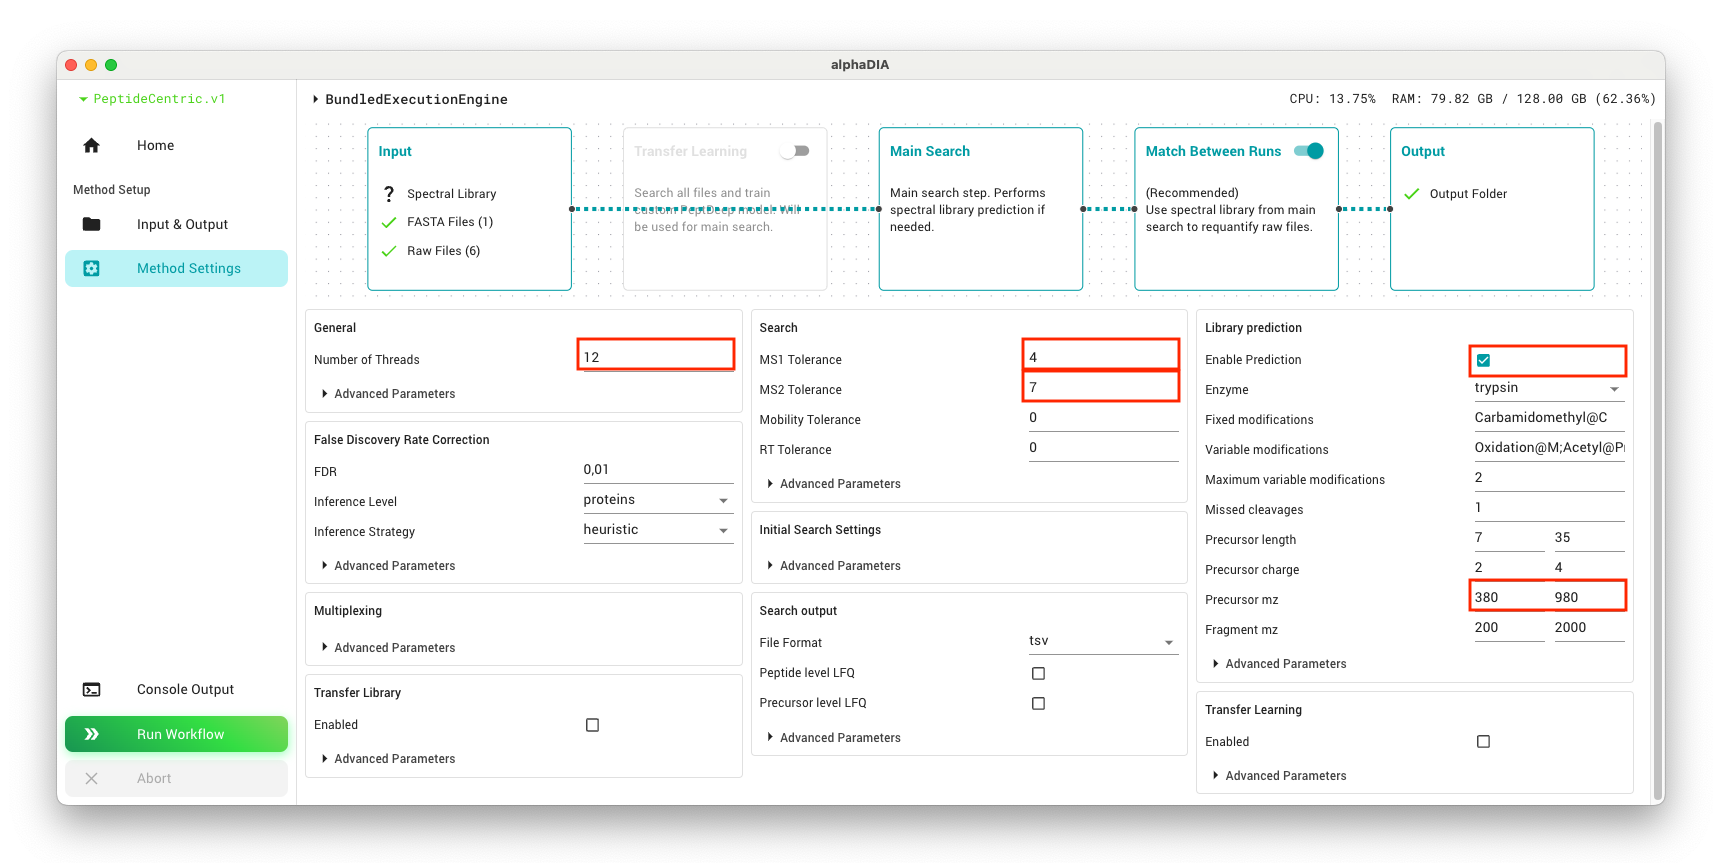 alphaDIA
PeptideCentric.v1
BundledExecutionEngine
CPU: 13.75% RAM: 79.82 GB / 128.00 GB (62.36%)
Home
Method Setup
Input & Output
Method Settings
Console Output
Run Workflow
Abort
Input
? Spectral Library
FASTA Files (1)
Raw Files (6)
Transfer Learning
Search all files and train
custom PeptDeep model. Will
be used for main search.
Main Search
Main search step. Performs
spectral library prediction if
needed.
Match Between Runs
(Recommended)
Use spectral library from main
search to requantify raw files.
Output
Output Folder
General
Number of Threads 12
Advanced Parameters
False Discovery Rate Correction
FDR 0,01
Inference Level proteins
Inference Strategy heuristic
Advanced Parameters
Multiplexing
Advanced Parameters
Transfer Library
Enabled
Advanced Parameters
Search
MS1 Tolerance 4
MS2 Tolerance 7
Mobility Tolerance 0
RT Tolerance 0
Advanced Parameters
Initial Search Settings
Advanced Parameters
Search output
File Format tsv
Peptide level LFQ
Precursor level LFQ
Advanced Parameters
Library prediction
Enable Prediction
Enzyme trypsin
Fixed modifications Carbamidomethyl@C
Variable modifications Oxidation@M;Acetyl@P
Maximum variable modifications 2
Missed cleavages 1
Precursor length 7 35
Precursor charge 2 4
Precursor mz 380 980
Fragment mz 200 2000
Advanced Parameters
Transfer Learning
Enabled
Advanced Parameters